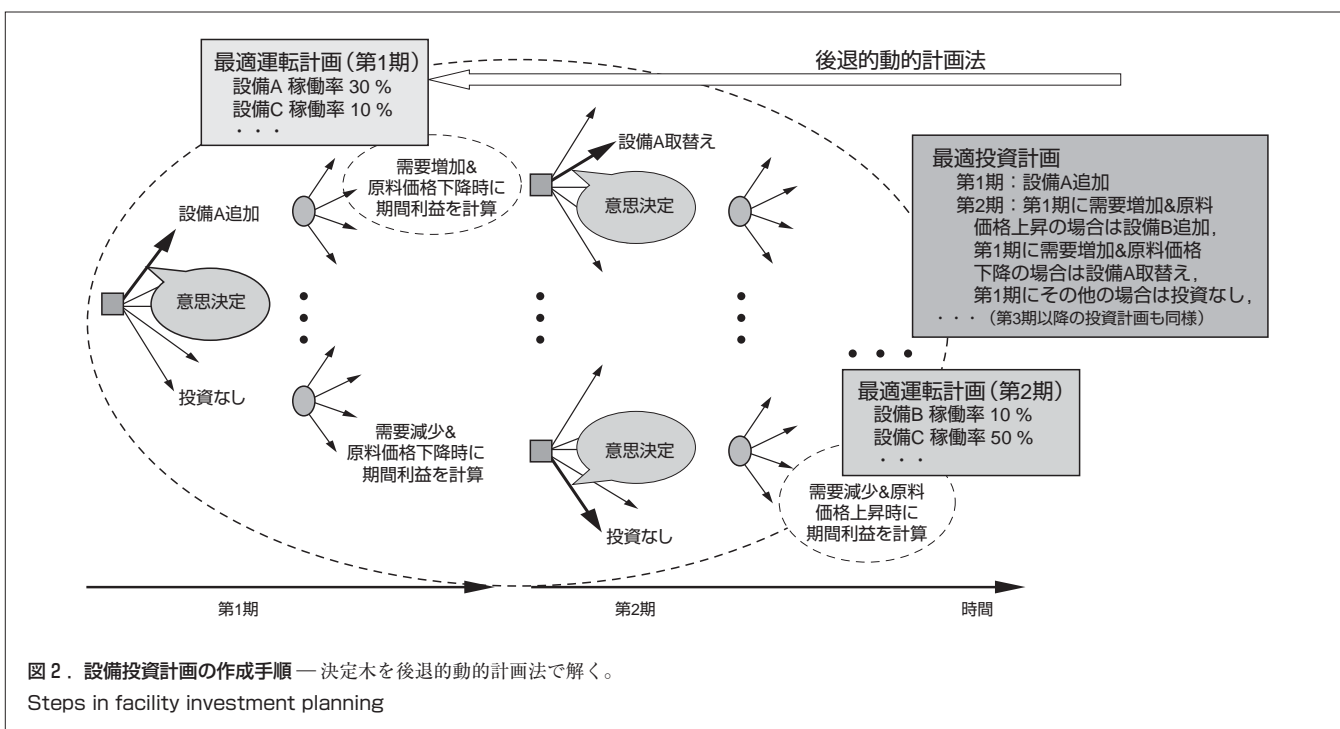 最適運転計画（第1期）
設備A 稼働率 30 %
設備C 稼働率 10 %
・・・
後退的動的計画法
需要増加&
原料価格下降時に
期間利益を計算
設備A取替え
意思決定
設備A追加
意思決定
投資なし
最適投資計画
第1期：設備A追加
第2期：第1期に需要増加&原料
価格上昇の場合は設備B追加，
第1期に需要増加&原料価格
下降の場合は設備A取替え，
第1期にその他の場合は投資なし，
・・・（第3期以降の投資計画も同様）
需要減少&
原料価格下降時に
期間利益を計算
意思決定
投資なし
最適運転計画（第2期）
設備B 稼働率 10 %
設備C 稼働率 50 %
・・・
需要減少&原料
価格上昇時に
期間利益を計算
第1期
第2期
時間
図2．設備投資計画の作成手順 ― 決定木を後退的動的計画法で解く。
Steps in facility investment planning